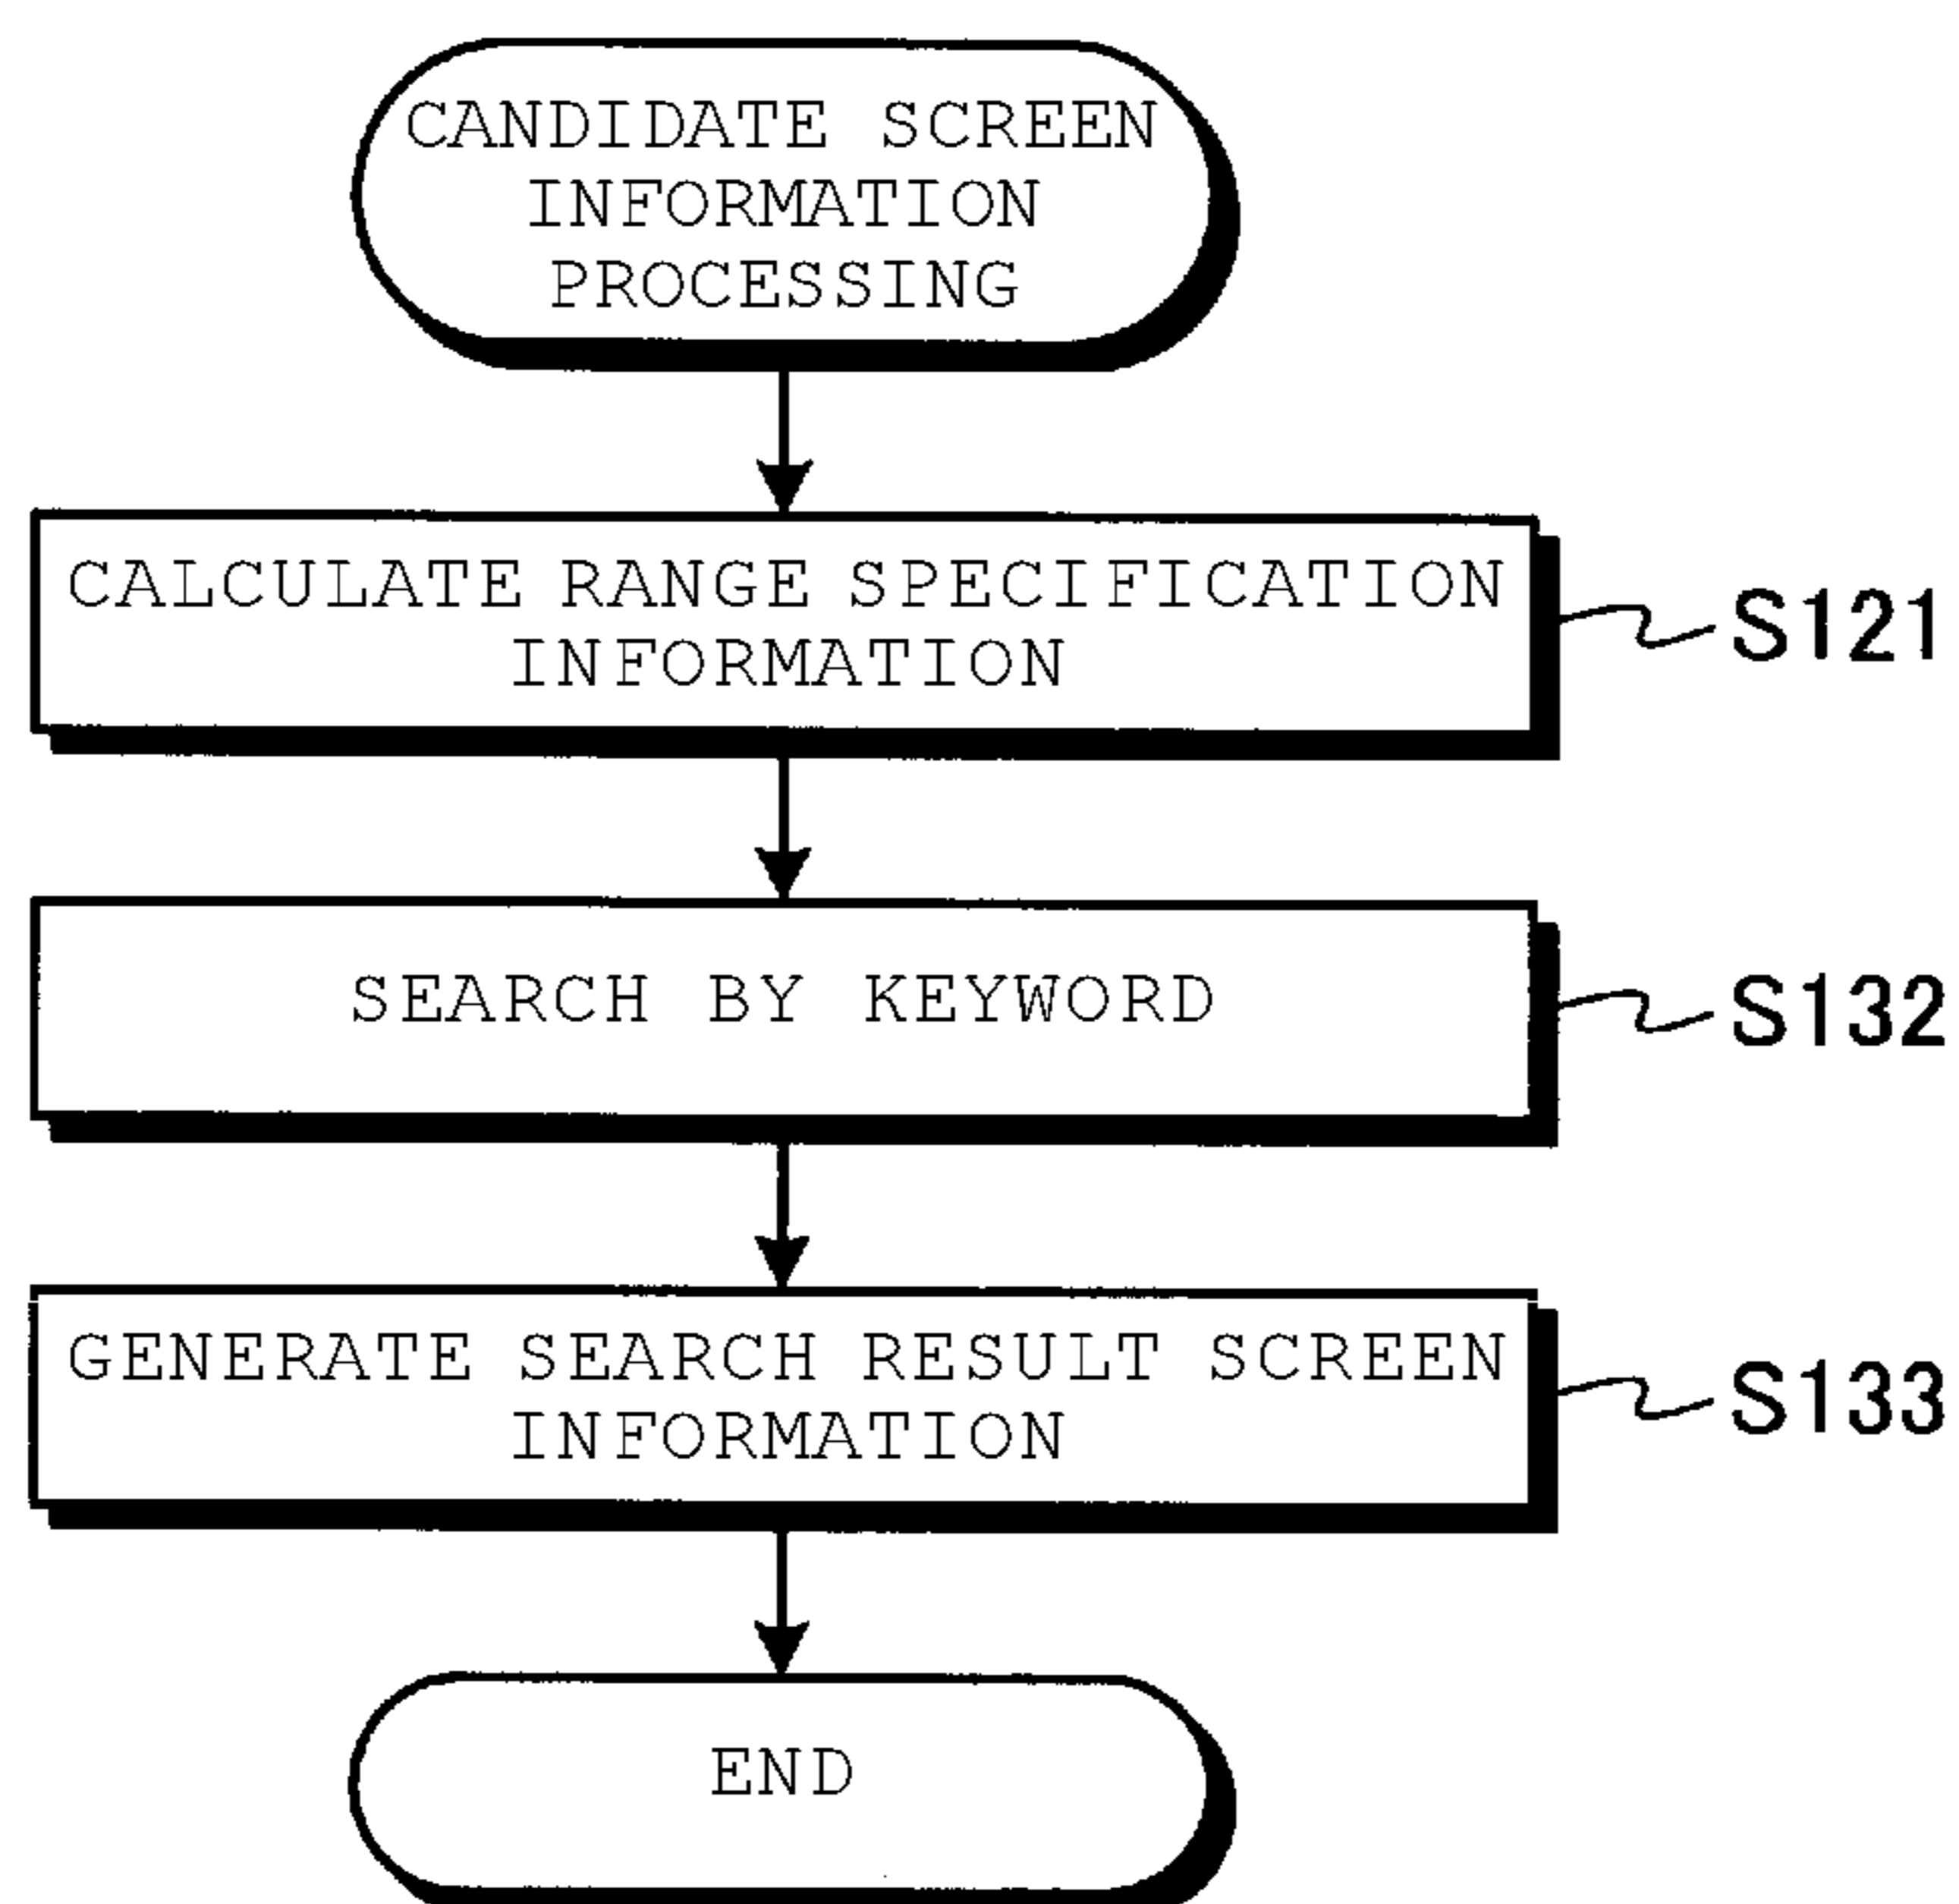 CANDIDATE SCREEN
INFORMATION
PROCESSING
CALCULATE RANGE SPECIFICATION
INFORMATION
S121
SEARCH BY KEYWORD
S132
GENERATE SEARCH RESULT SCREEN
INFORMATION
S133
END